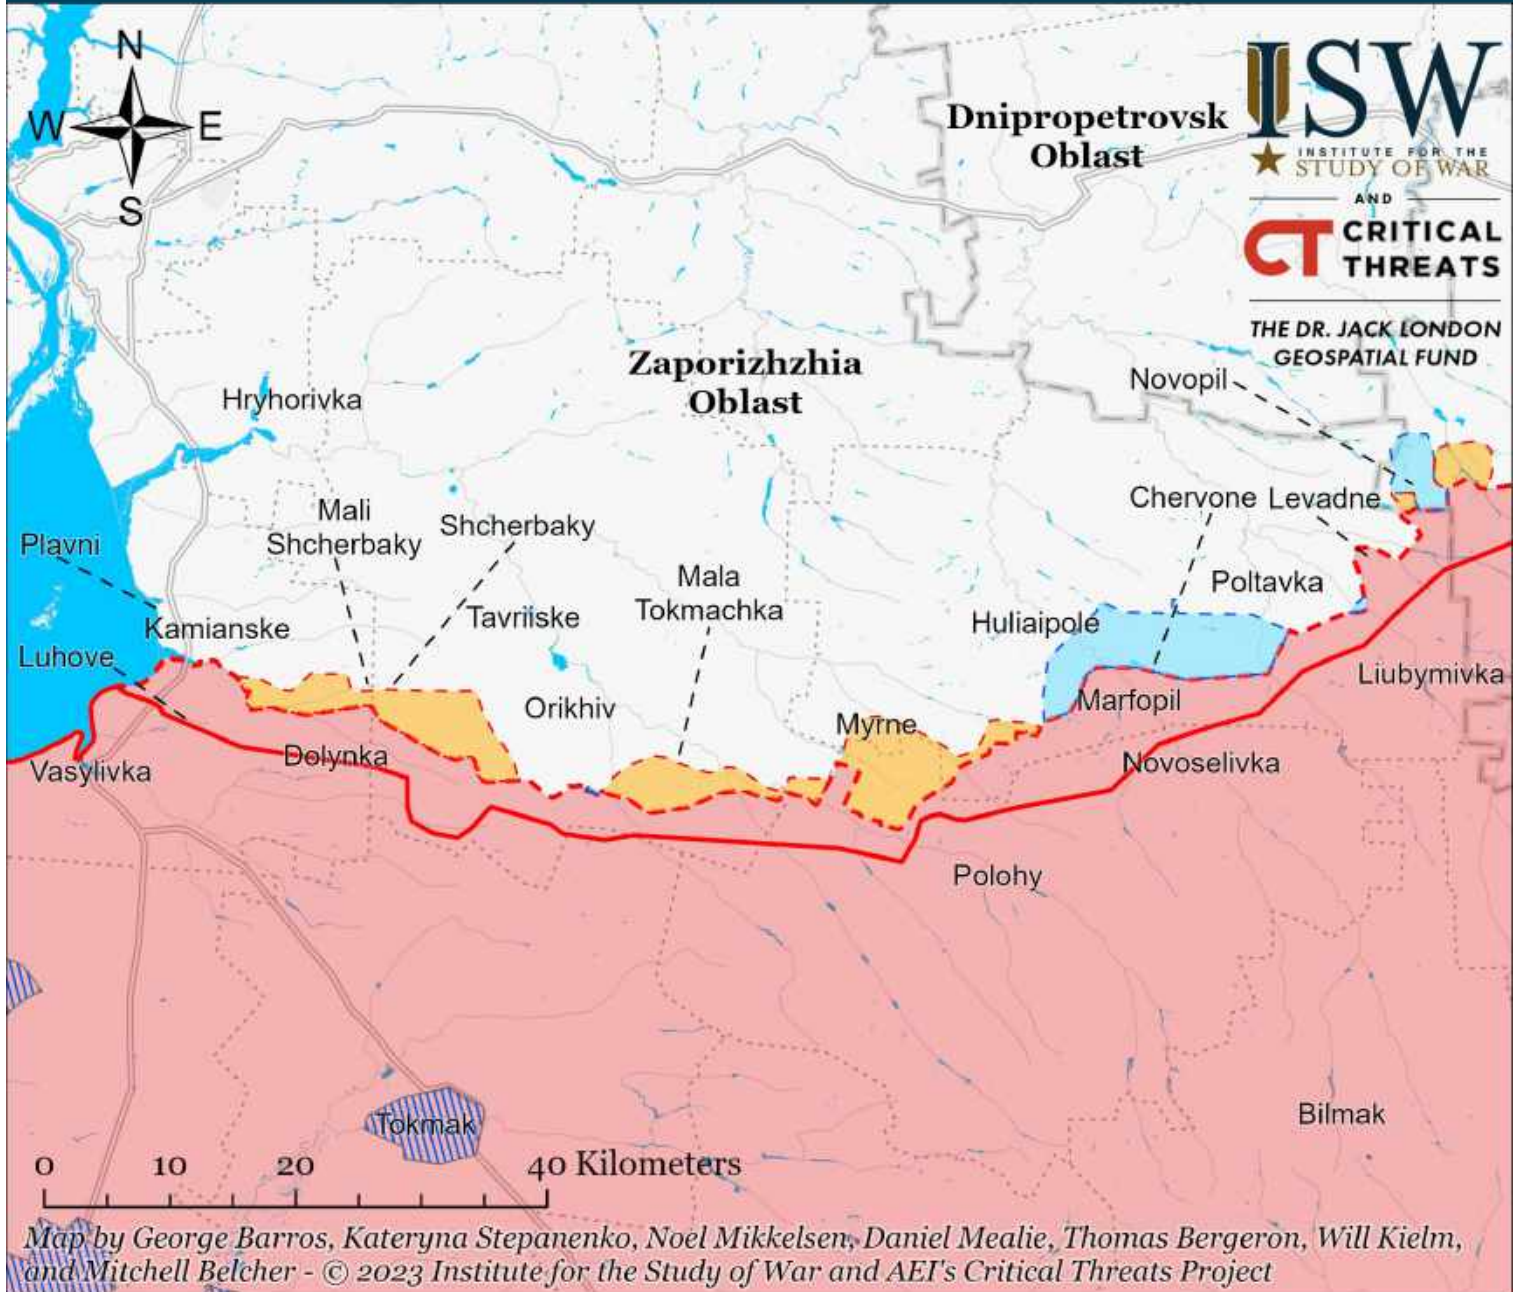 N
W E
S
Dnipropetrovsk
Oblast
ISW
INSTITUTE FOR THE
STUDY OF WAR
AND
CT CRITICAL
THREATS
THE DR. JACK LONDON
GEOSPATIAL FUND
Zaporizhzhia
Oblast
Novopil
Hryhorivka
Chervone
Levadne
Mali
Shcherbaky
Shcherbaky
Plavni
Mala
Tokmachka
Poltavka
Tavriiske
Huliaipole
Kamianske
Luhove
Liubymivka
Marfopil
Orikhiv
Myrne
Dolynka
Novoselivka
Vasylivka
Polohy
Bilmak
Tokmak
0 10 20 40 Kilometers
Map by George Barros, Kateryna Stepanenko, Noel Mikkelsen, Daniel Mealie, Thomas Bergeron, Will Kielm,
and Mitchell Belcher - © 2023 Institute for the Study of War and AEI's Critical Threats Project